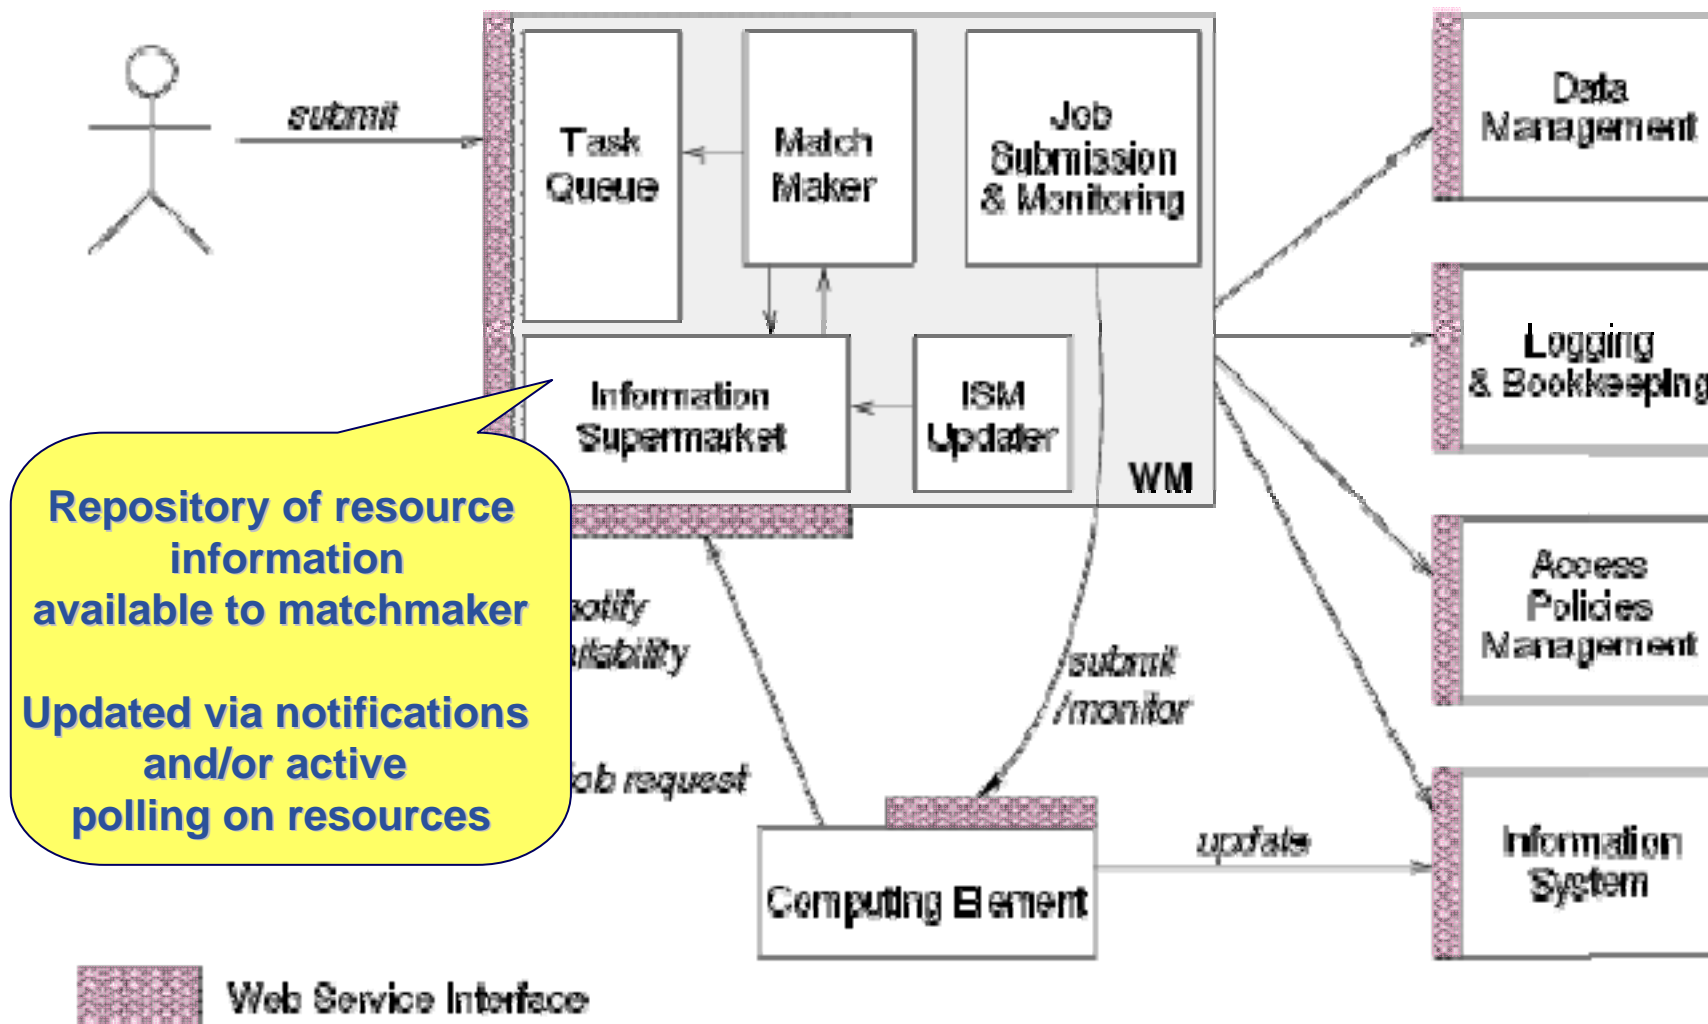 submit
Task
Queue
Match
Maker
Job
Submission
& Monitoring
Data
Management
Information
Supermarket
ISM
Updater
WM
Logging
& Bookkeeping
Repository of resource
information
available to matchmaker
Updated via notifications
and/or active
polling on resources
request
submit
/monitor
Access
Policies
Management
Computing Element
update
Information
System
Web Service Interface